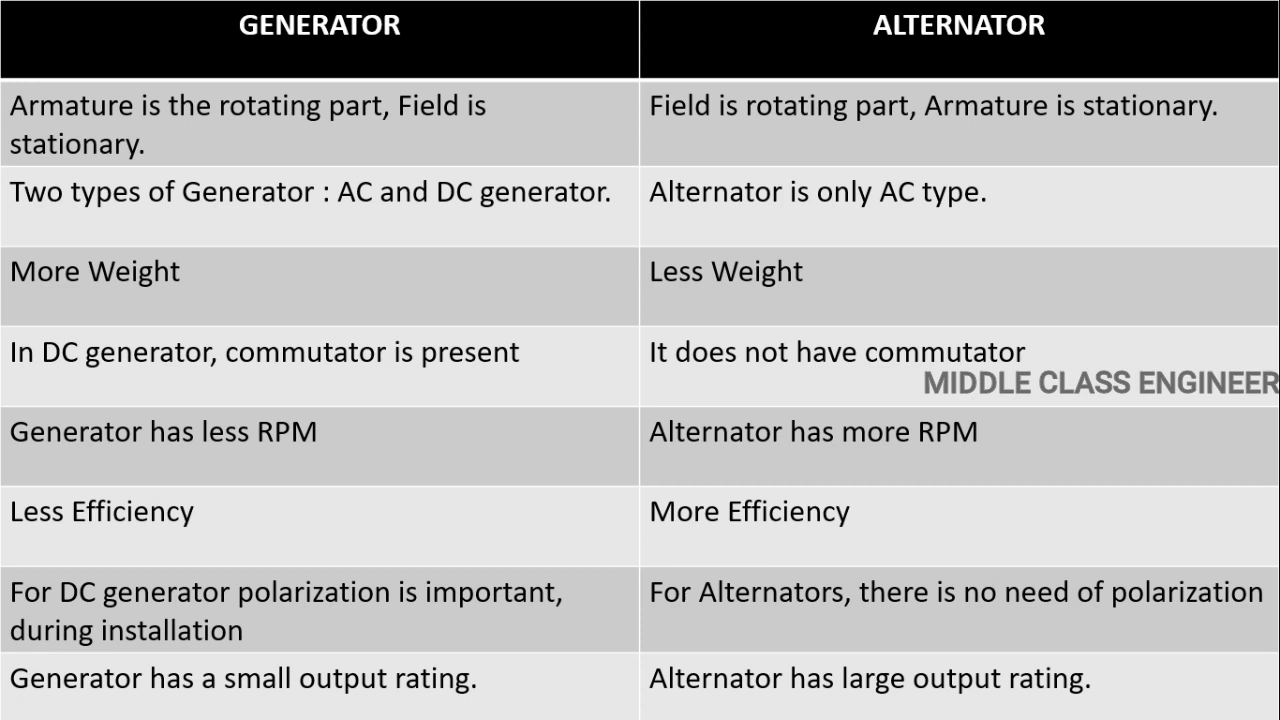 GENERATOR
ALTERNATOR
Armature is the rotating part, Field is
stationary.
Field is rotating part, Armature is stationary.
Two types of Generator : AC and DC generator.
Alternator is only AC type.
More Weight
Less Weight
In DC generator, commutator is present
It does not have commutator
MIDDLE CLASS ENGINEER
Generator has less RPM
Alternator has more RPM
Less Efficiency
More Efficiency
For DC generator polarization is important,
during installation
For Alternators, there is no need of polarization
Generator has a small output rating.
Alternator has large output rating.